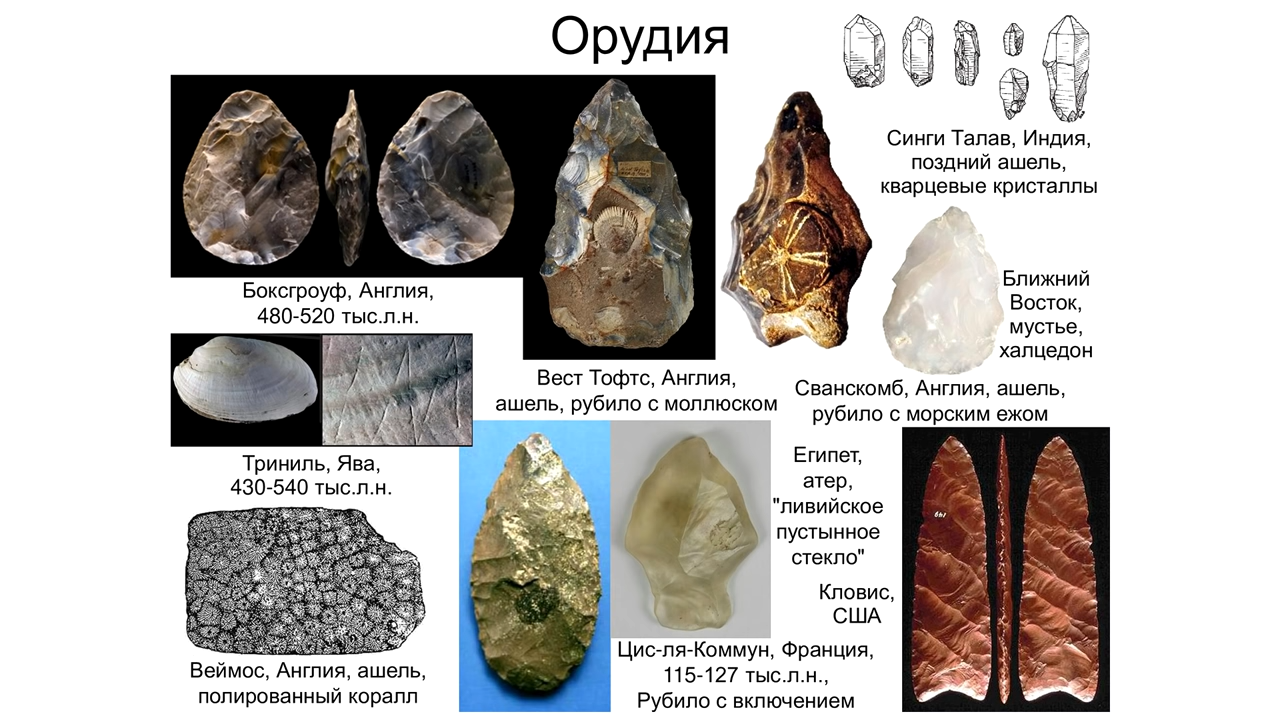 Орудия
Синги Талав, Индия,
поздний ашель,
кварцевые кристаллы
Боксгроуф, Англия,
480-520 тыс.л.н.
Ближний
Восток,
мустье,
халцедон
Вест Тофтс, Англия,
ашель, рубило с моллюском
Сванскомб, Англия, ашель,
рубило с морским ежом
Триниль, Ява,
430-540 тыс.л.н.
Египет,
атер,
"ливийское
пустынное
стекло"
Кловис,
США
Веймос, Англия, ашель,
полированный коралл
Цис-ля-Коммун, Франция,
115-127 тыс.л.н.,
Рубило с включением